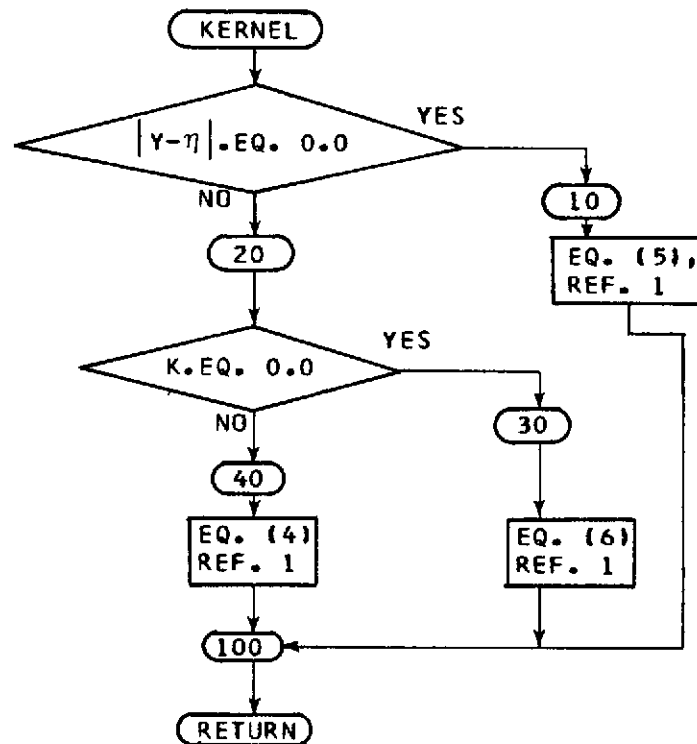 KERNEL
|Y-η|.EQ. 0.0
YES
NO
10
20
EQ. (5),
REF. 1
K.EQ. 0.0
YES
NO
30
40
EQ. (4)
REF. 1
EQ. (6)
REF. 1
100
RETURN